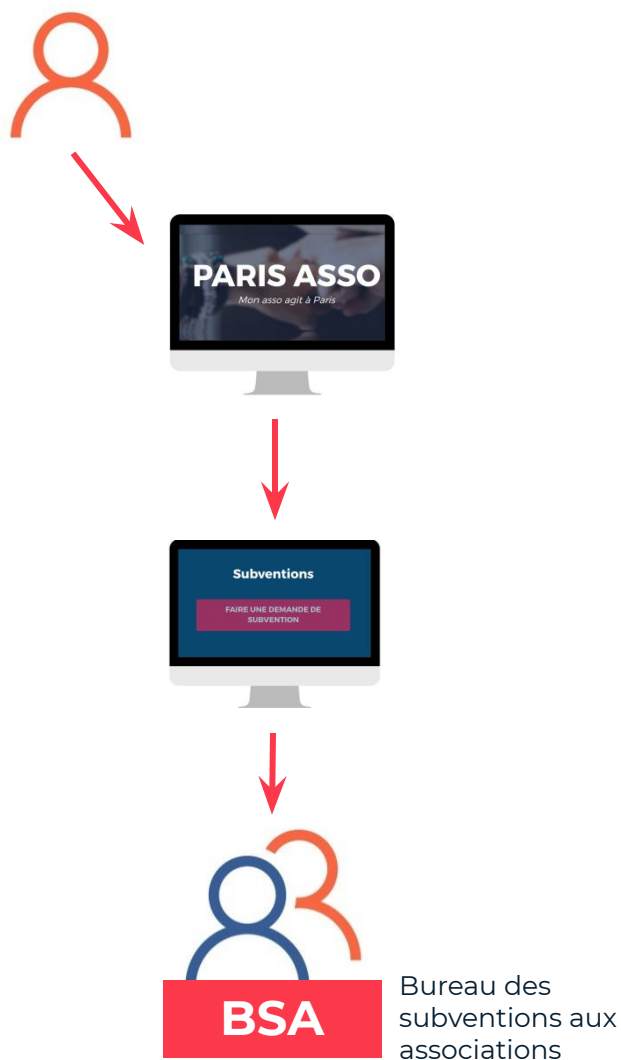 PARIS ASSO
Mon asso agit à Paris
Subventions
FAIRE UNE DEMANDE DE
SUBVENTION
BSA
Bureau des
subventions aux
associations